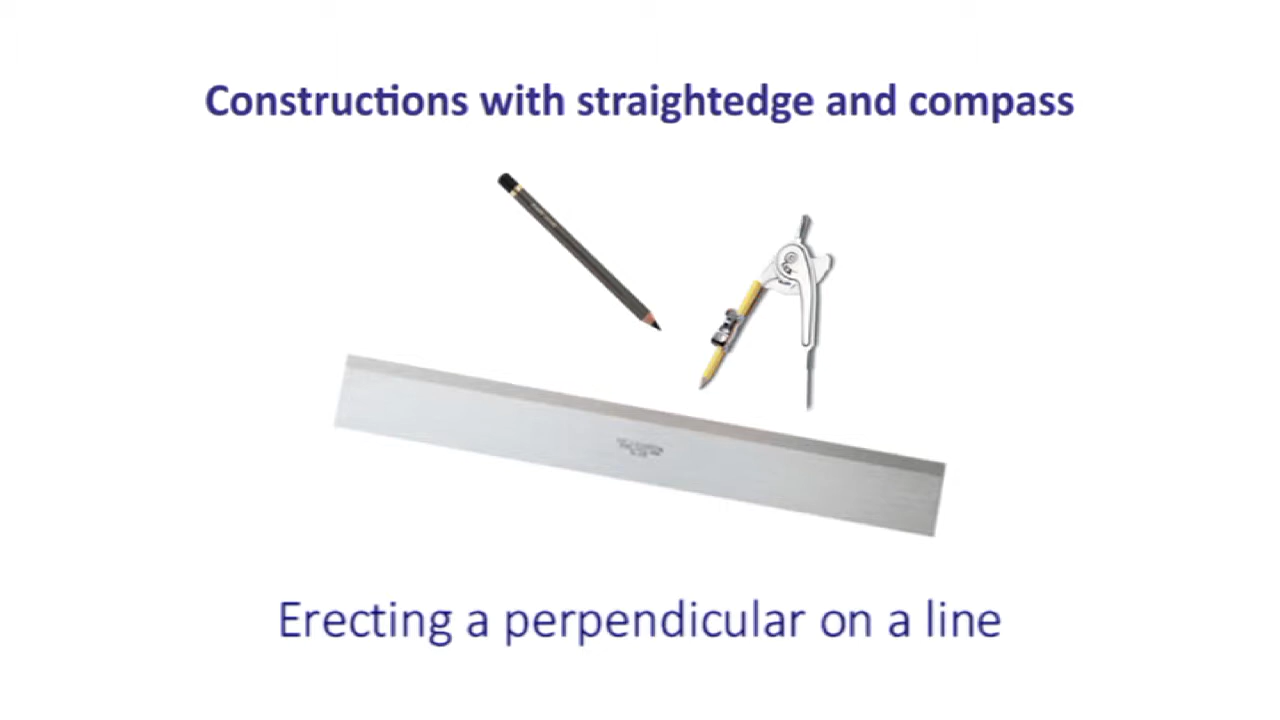 Constructions with straightedge and compass
Erecting a perpendicular on a line